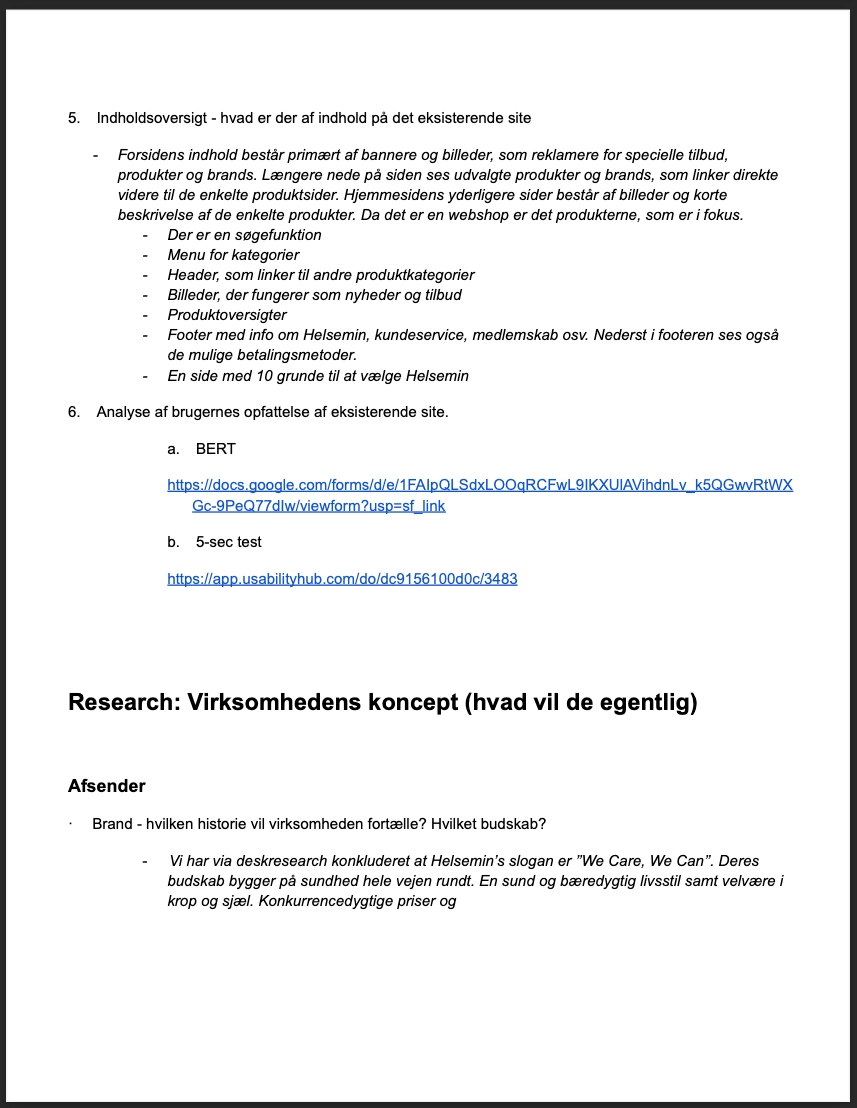 5. Indholdsoversigt - hvad er der af indhold på det eksisterende site
- Forsidens indhold består primært af bannere og billeder, som reklamere for specielle tilbud,
produkter og brands. Længere nede på siden ses udvalgte produkter og brands, som linker direkte
videre til de enkelte produktsider. Hjemmesidens yderligere sider består af billeder og korte
beskrivelse af de enkelte produkter. Da det er en webshop er det produkterne, som er i fokus.
- Der er en søgefunktion
- Menu for kategorier
- Header, som linker til andre produktkategorier
- Billeder, der fungerer som nyheder og tilbud
- Produktoversigter
- Footer med info om Helsemin, kundeservice, medlemskab osv. Nederst i footeren ses også
de mulige betalingsmetoder.
- En side med 10 grunde til at vælge Helsemin
6. Analyse af brugernes opfattelse af eksisterende site.
a. BERT
https://docs.google.com/forms/d/e/1FAIpQLSdxLOOqRCFwL9IKXUlAVihdnLv_k5QGwvRtWX
Gc-9PeQ77dIw/viewform?usp=sf_link
b. 5-sec test
https://app.usabilityhub.com/do/dc9156100d0c/3483
Research: Virksomhedens koncept (hvad vil de egentlig)
Afsender
· Brand - hvilken historie vil virksomheden fortælle? Hvilket budskab?
- Vi har via deskresearch konkluderet at Helsemin’s slogan er ”We Care, We Can”. Deres
budskab bygger på sundhed hele vejen rundt. En sund og bæredygtig livsstil samt velvære i
krop og sjæl. Konkurrencedygtige priser og